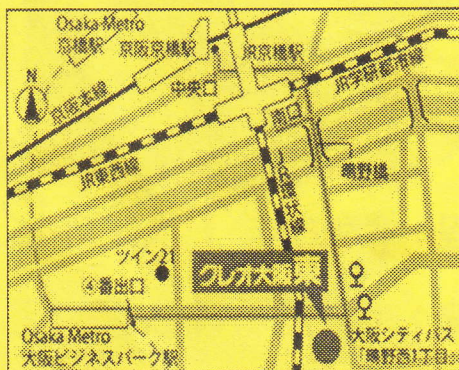 Osaka Metro
京橋駅
京阪京橋駅
JR京橋駅
中央口
N
京阪本線
JR学研都市線
南口
JR東西線
鴫野橋
JR環状線
ツイン21
④番出口
クレオ大阪東
Osaka Metro
大阪ビジネスパーク駅
大阪シティバス
「鴫野西1丁目